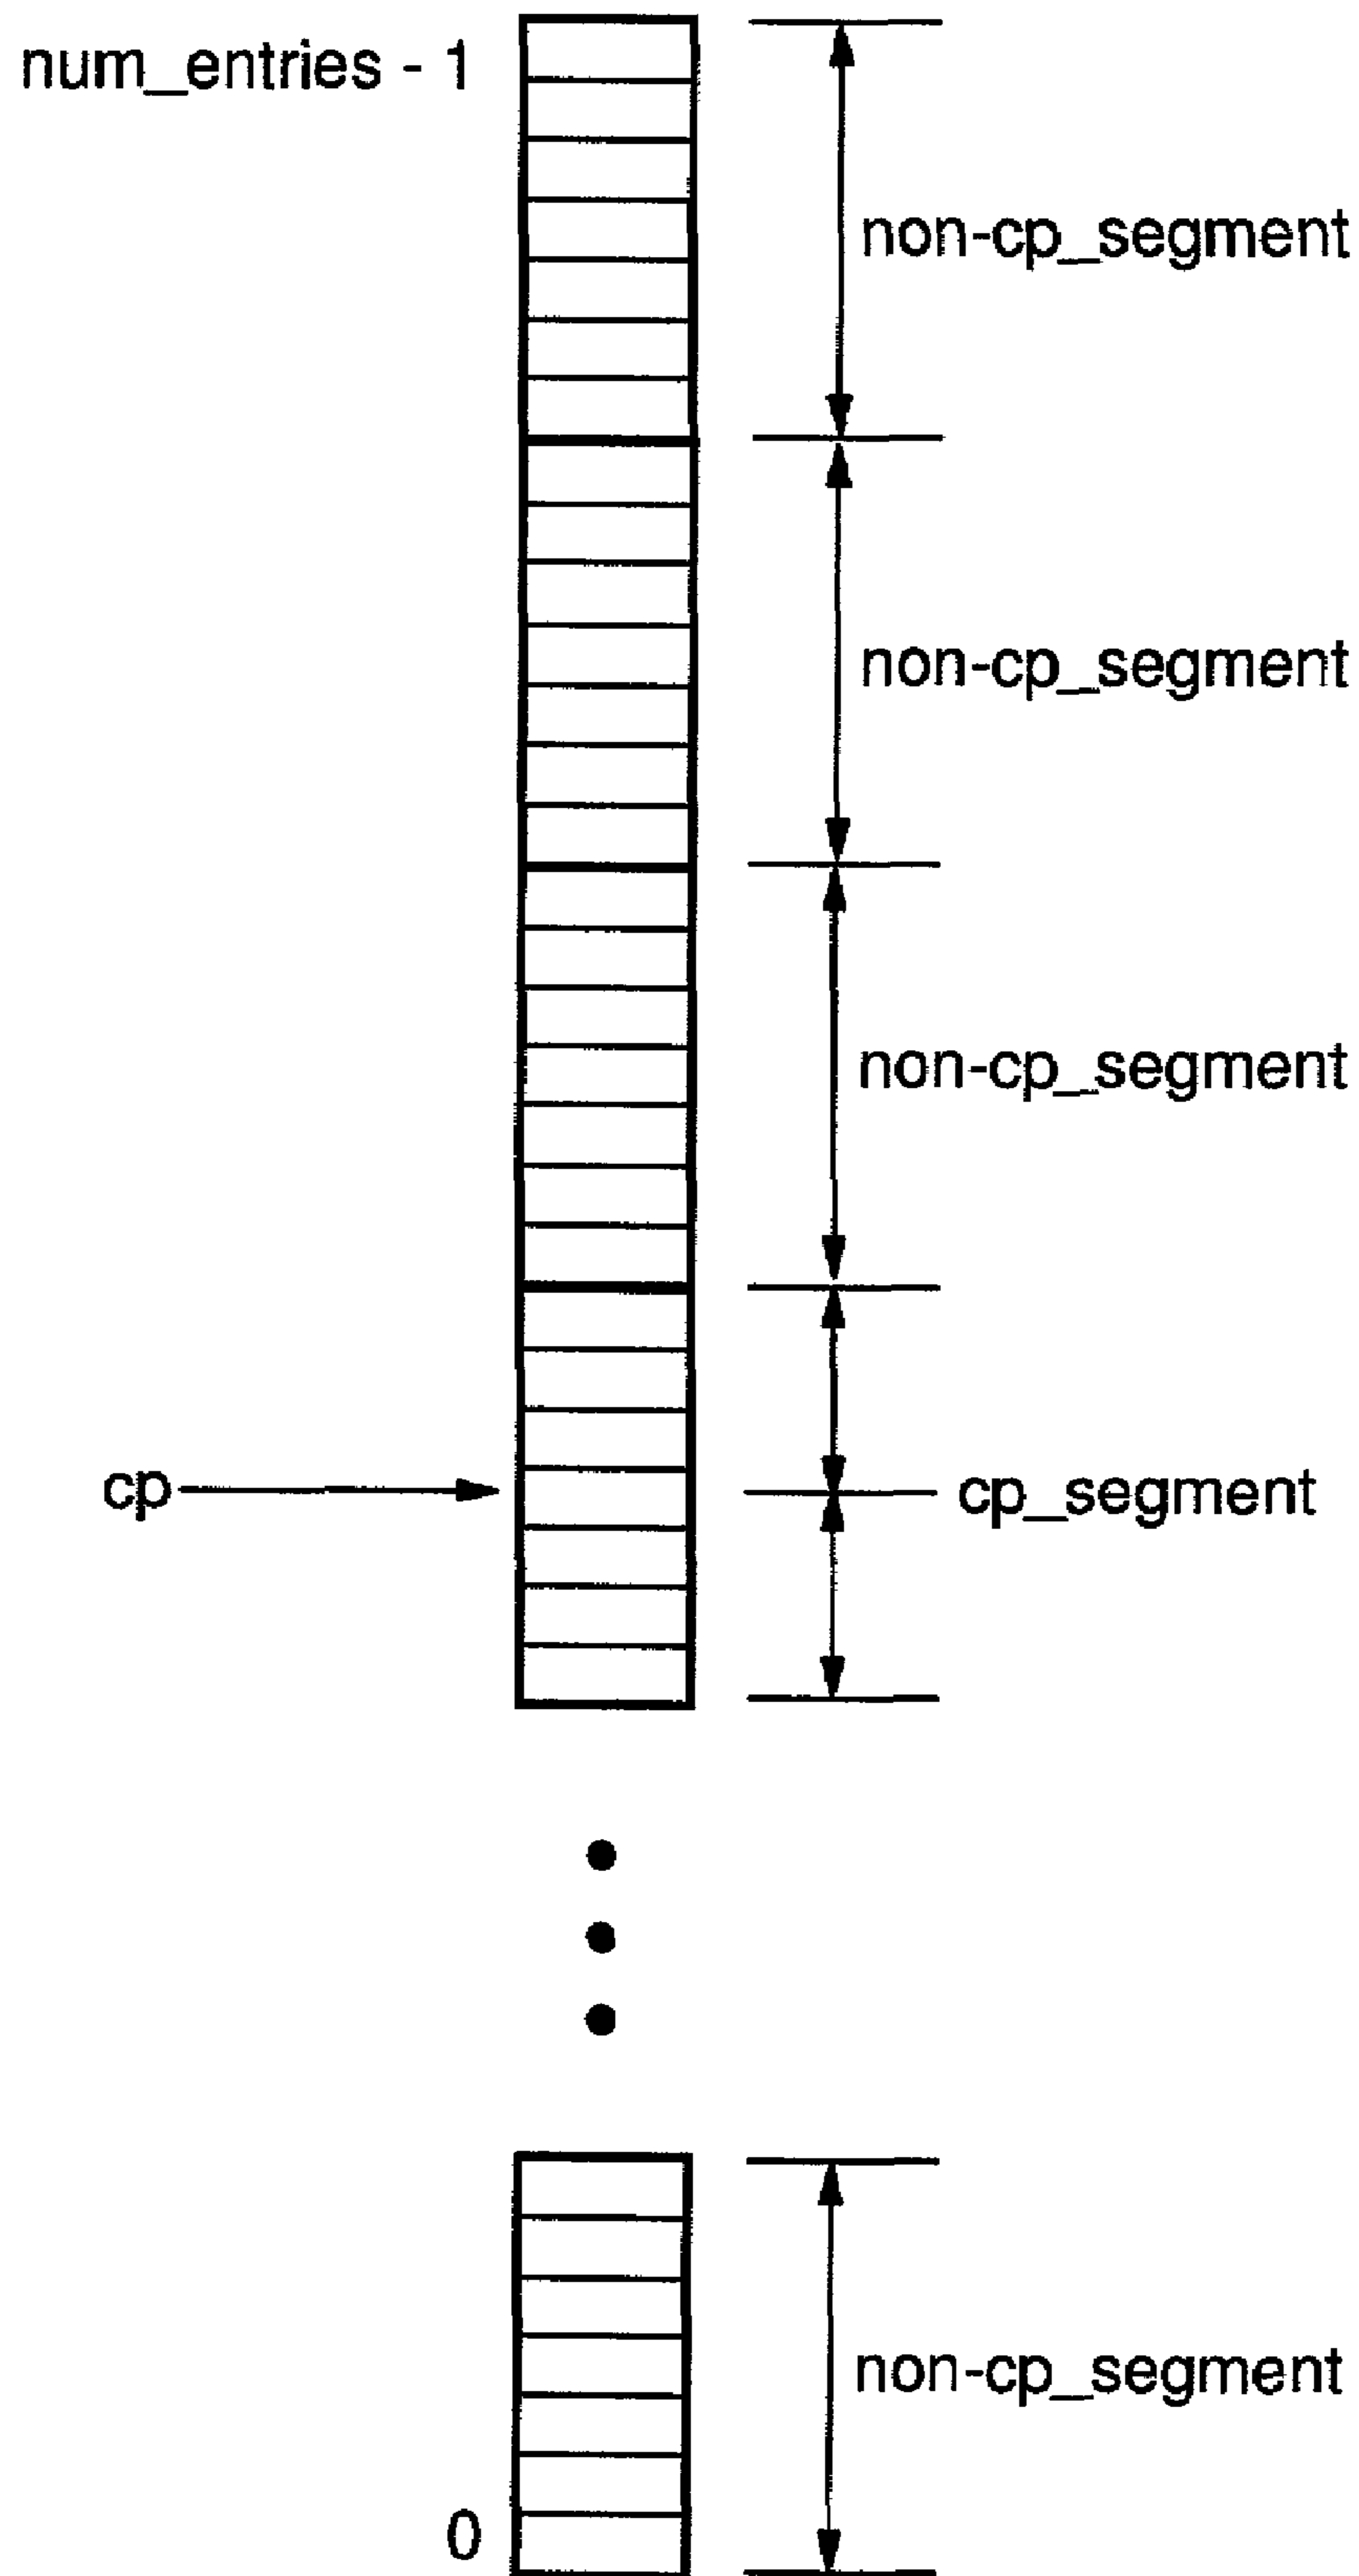 num_entries - 1
non-cp_segment
non-cp_segment
non-cp_segment
cp
cp_segment
non-cp_segment
0